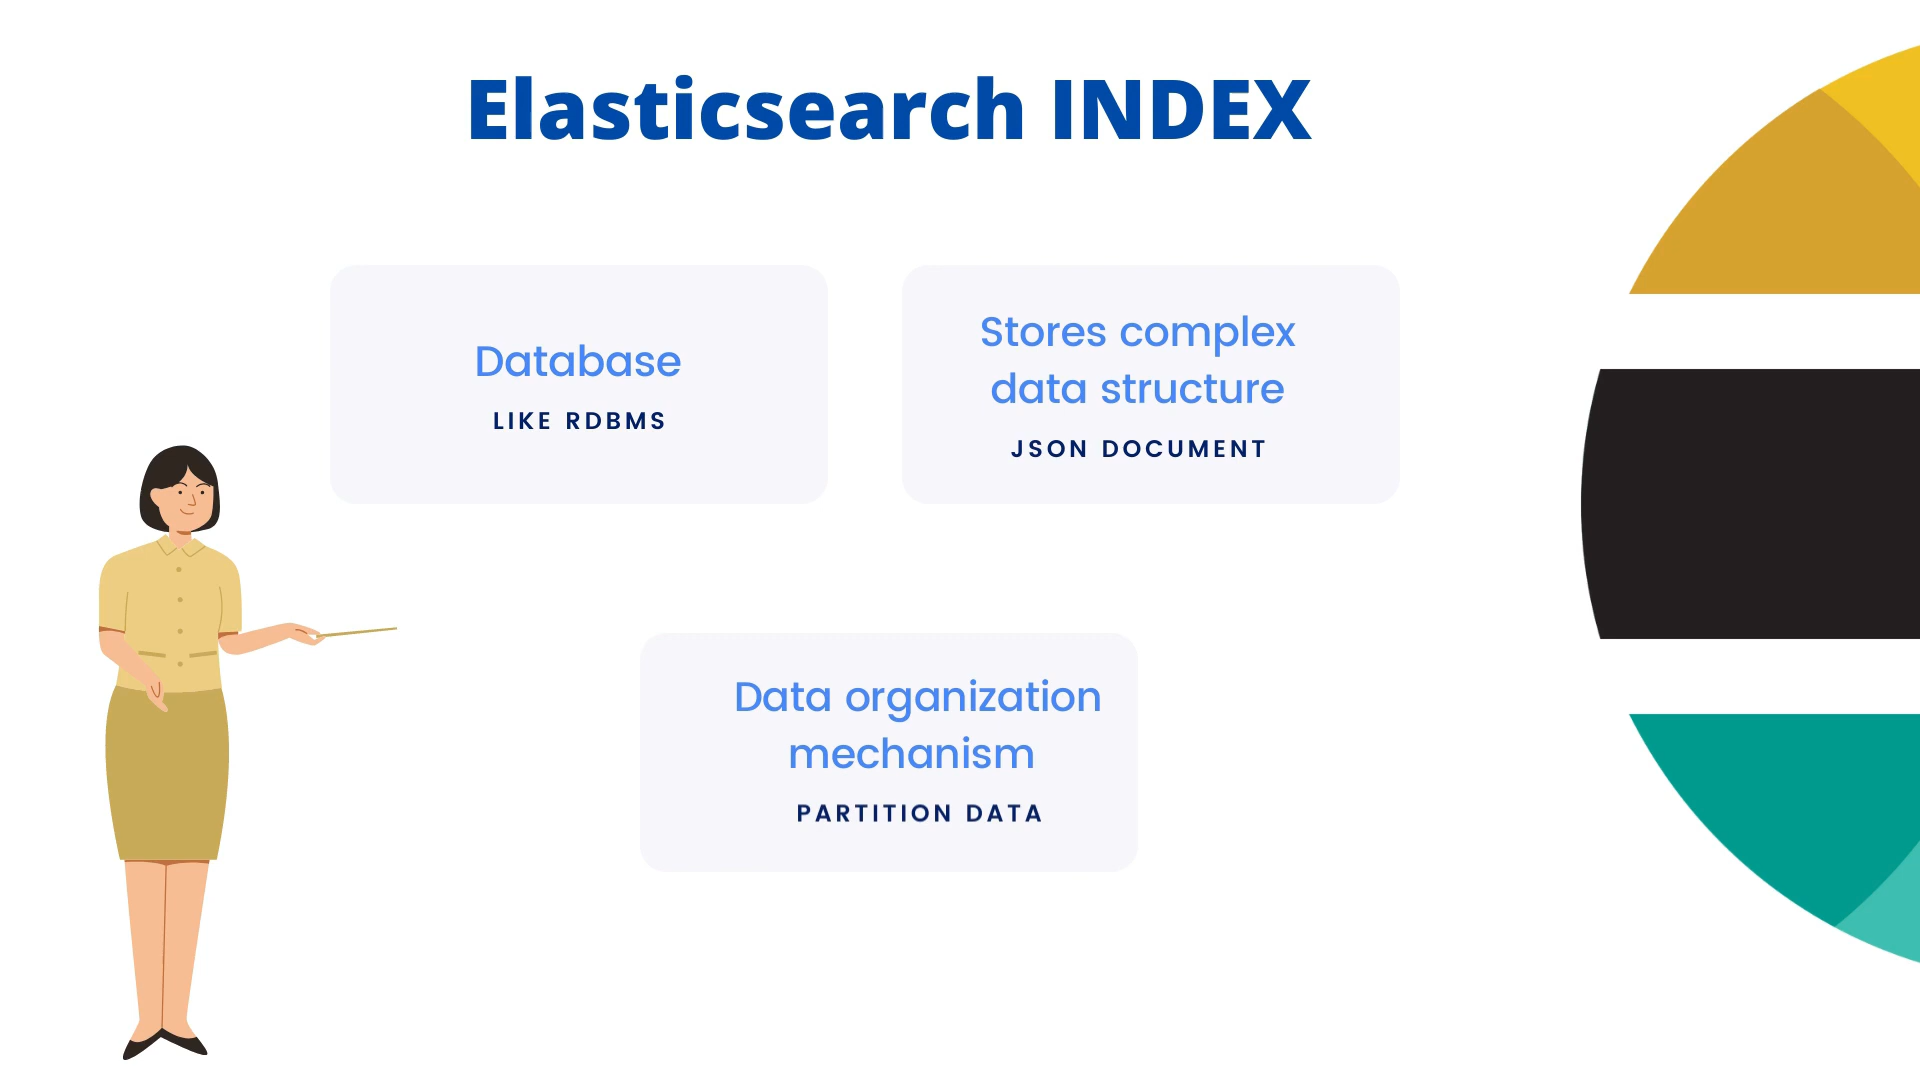 Elasticsearch INDEX
Database
LIKE RDBMS
Stores complex
data structure
JSON DOCUMENT
Data organization
mechanism
PARTITION DATA